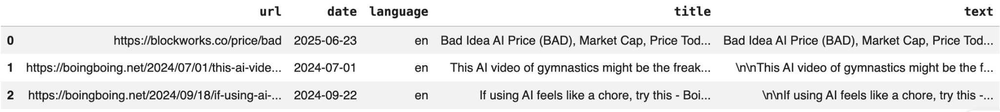 url date language title text
0 https://blockworks.co/price/bad 2025-06-23 en Bad Idea AI Price (BAD), Market Cap, Price Tod... Bad Idea AI Price (BAD), Market Cap, Price Tod...
1 https://boingboing.net/2024/07/01/this-ai-vide... 2024-07-01 en This AI video of gymnastics might be the freak... \n\nThis AI video of gymnastics might be the f...
2 https://boingboing.net/2024/09/18/if-using-ai-... 2024-09-22 en If using AI feels like a chore, try this - Boi... \n\nIf using AI feels like a chore, try this -...